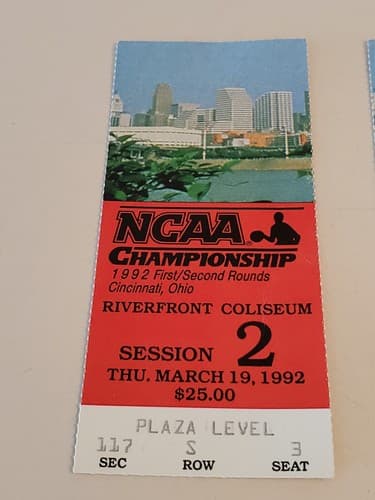 NCAA®
CHAMPIONSHIP
1992 First/Second Rounds
Cincinnati, Ohio
RIVERFRONT COLISEUM
SESSION 2
THU. MARCH 19, 1992
$25.00
PLAZA LEVEL
117 S 3
SEC ROW SEAT